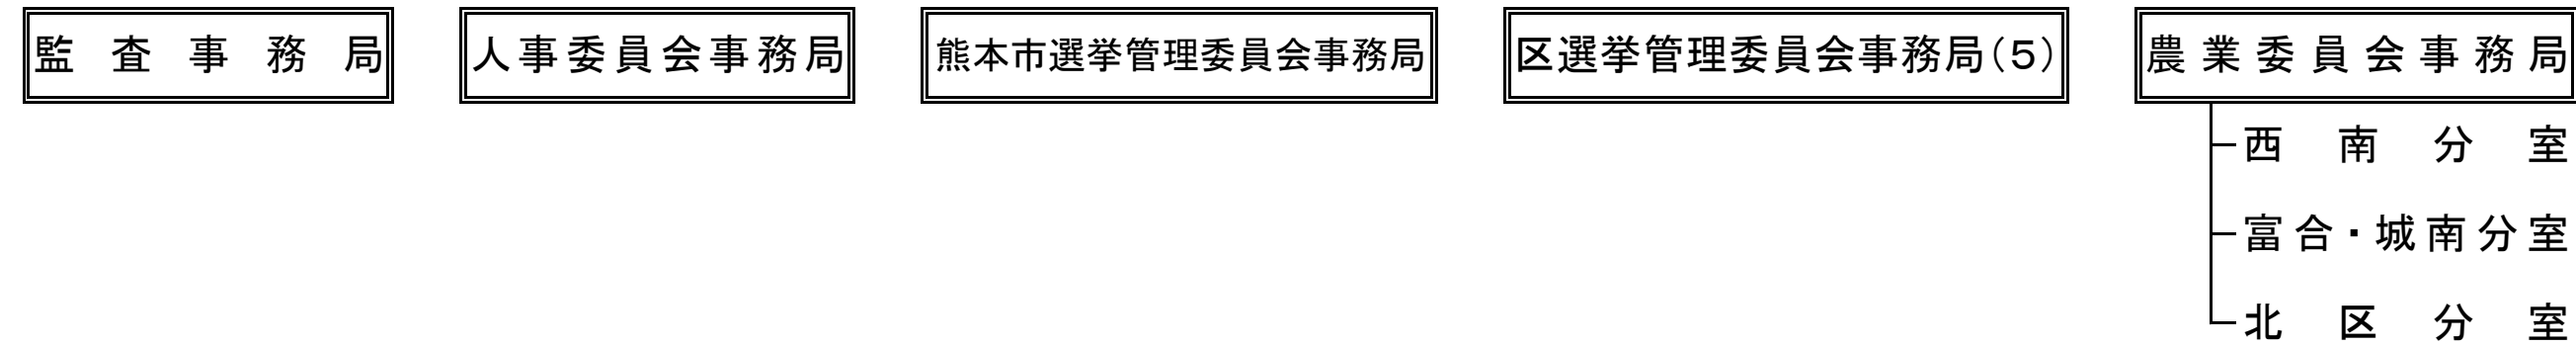 監査事務局
人事委員会事務局
熊本市選挙管理委員会事務局
区選挙管理委員会事務局(5)
農業委員会事務局
西南分室
富合・城南分室
北区分室